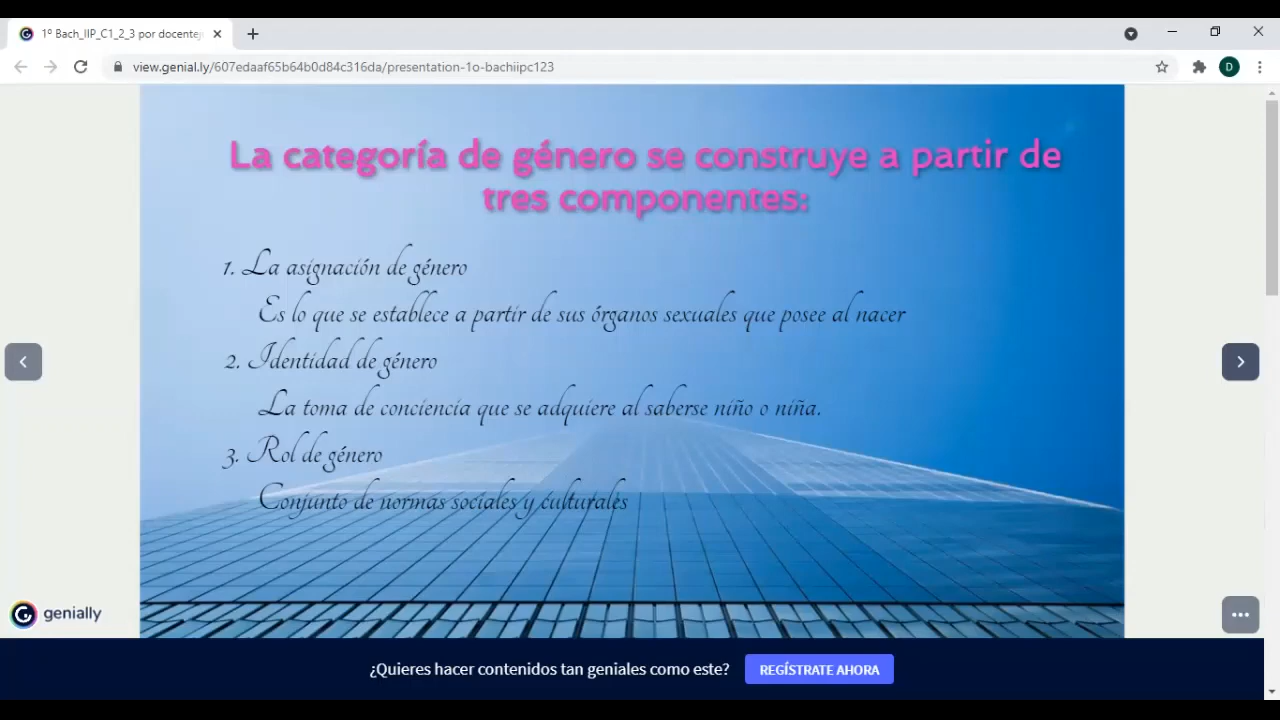 1º Bach_IIP_C1_2_3 por docente
view.genial.ly/607edaaf65b64b0d84c316da/presentation-1o-bachiipc123
D
La categoría de género se construye a partir de
tres componentes:
1. La asignación de género
Es lo que se establece a partir de sus órganos sexuales que posee al nacer
2. Identidad de género
La toma de conciencia que se adquiere al saberse niño o niña.
3. Rol de género
Conjunto de normas sociales y culturales
genially
¿Quieres hacer contenidos tan geniales como este?
REGÍSTRATE AHORA